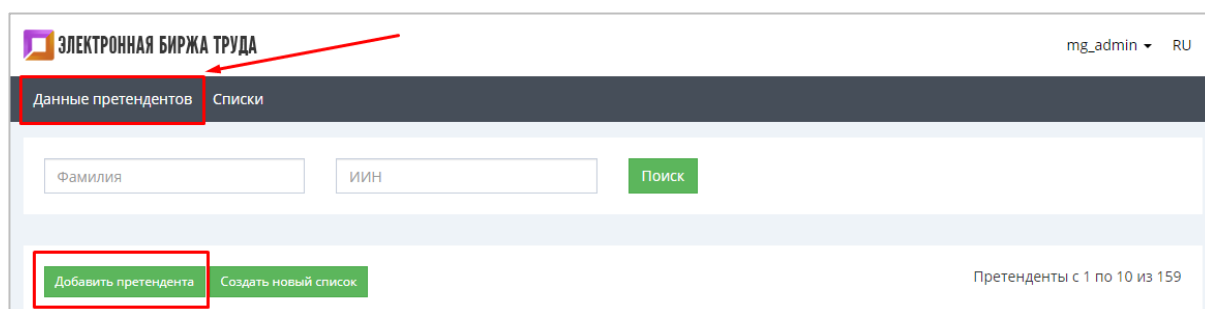 ЭЛЕКТРОННАЯ БИРЖА ТРУДА
mg_admin RU
Данные претендентов Списки
Фамилия ИИН Поиск
Добавить претендента Создать новый список Претенденты с 1 по 10 из 159